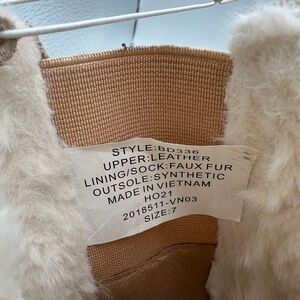 STYLE:BD336
UPPER:LEATHER
LINING/SOCK:FAUX FUR
OUTSOLE:SYNTHETIC
MADE IN VIETNAM
HO21
2018511-VN03
SIZE:7